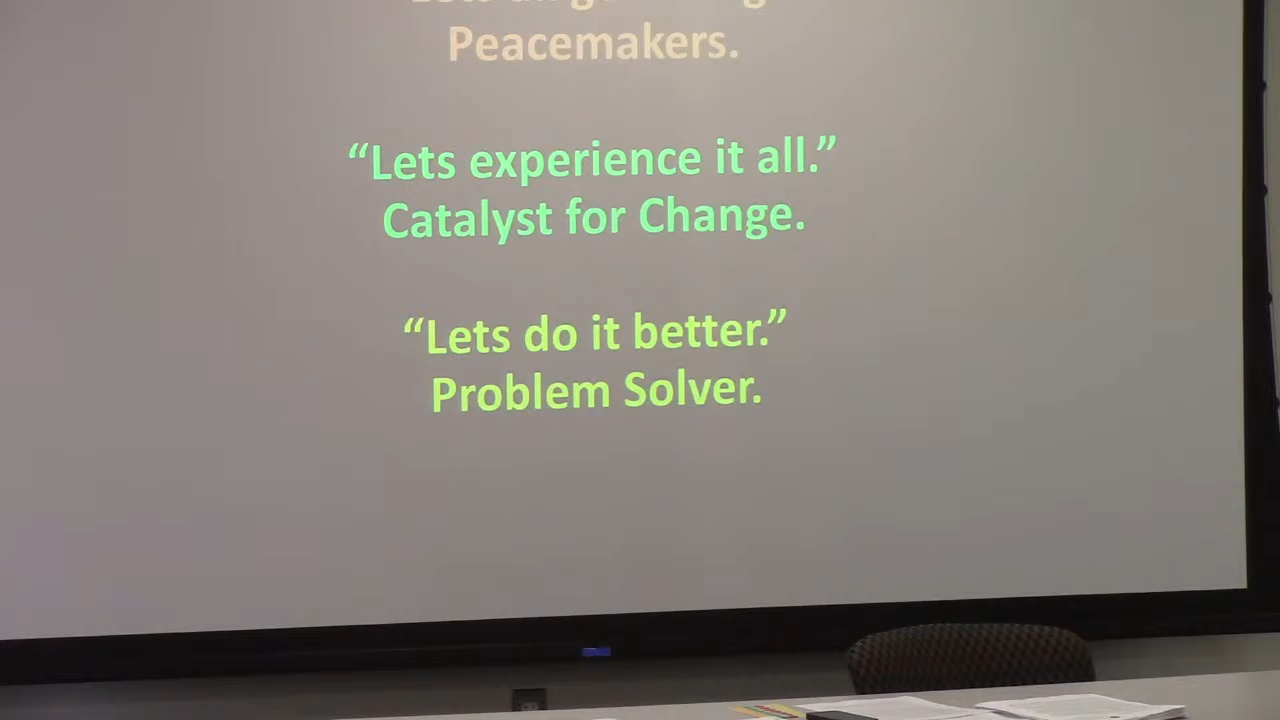 Peacemakers.
“Lets experience it all.”
Catalyst for Change.
“Lets do it better.”
Problem Solver.